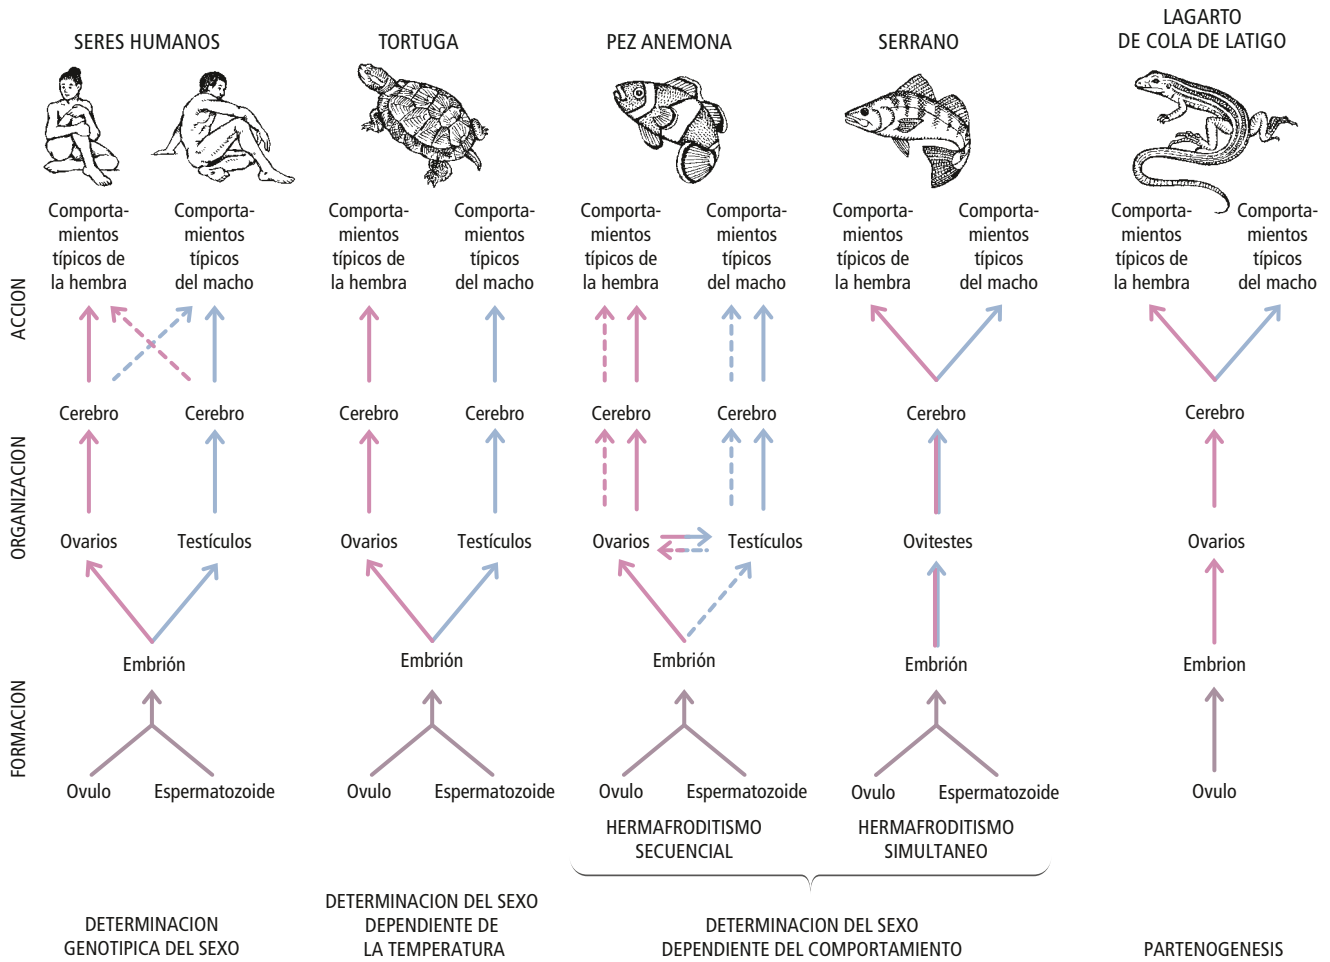 SERES HUMANOS
TORTUGA
PEZ ANEMONA
SERRANO
LAGARTO
DE COLA DE LATIGO
Comporta-
mientos
típicos de
la hembra
Comporta-
mientos
típicos
del macho
Comporta-
mientos
típicos de
la hembra
Comporta-
mientos
típicos
del macho
Comporta-
mientos
típicos de
la hembra
Comporta-
mientos
típicos
del macho
Comporta-
mientos
típicos de
la hembra
Comporta-
mientos
típicos
del macho
Comporta-
mientos
típicos de
la hembra
Comporta-
mientos
típicos
del macho
ACCION
Cerebro
Cerebro
Cerebro
Cerebro
Cerebro
Cerebro
Cerebro
Cerebro
ORGANIZACION
Ovarios
Testículos
Ovarios
Testículos
Ovarios
Testículos
Ovitestes
Ovarios
Embrión
Embrión
Embrión
Embrión
Embrion
FORMACION
Ovulo
Espermatozoide
Ovulo
Espermatozoide
Ovulo
Espermatozoide
Ovulo
Espermatozoide
Ovulo
HERMAFRODITISMO
SECUENCIAL
HERMAFRODITISMO
SIMULTANEO
DETERMINACION
GENOTIPICA DEL SEXO
DETERMINACION DEL SEXO
DEPENDIENTE DE
LA TEMPERATURA
DETERMINACION DEL SEXO
DEPENDIENTE DEL COMPORTAMIENTO
PARTENOGENESIS